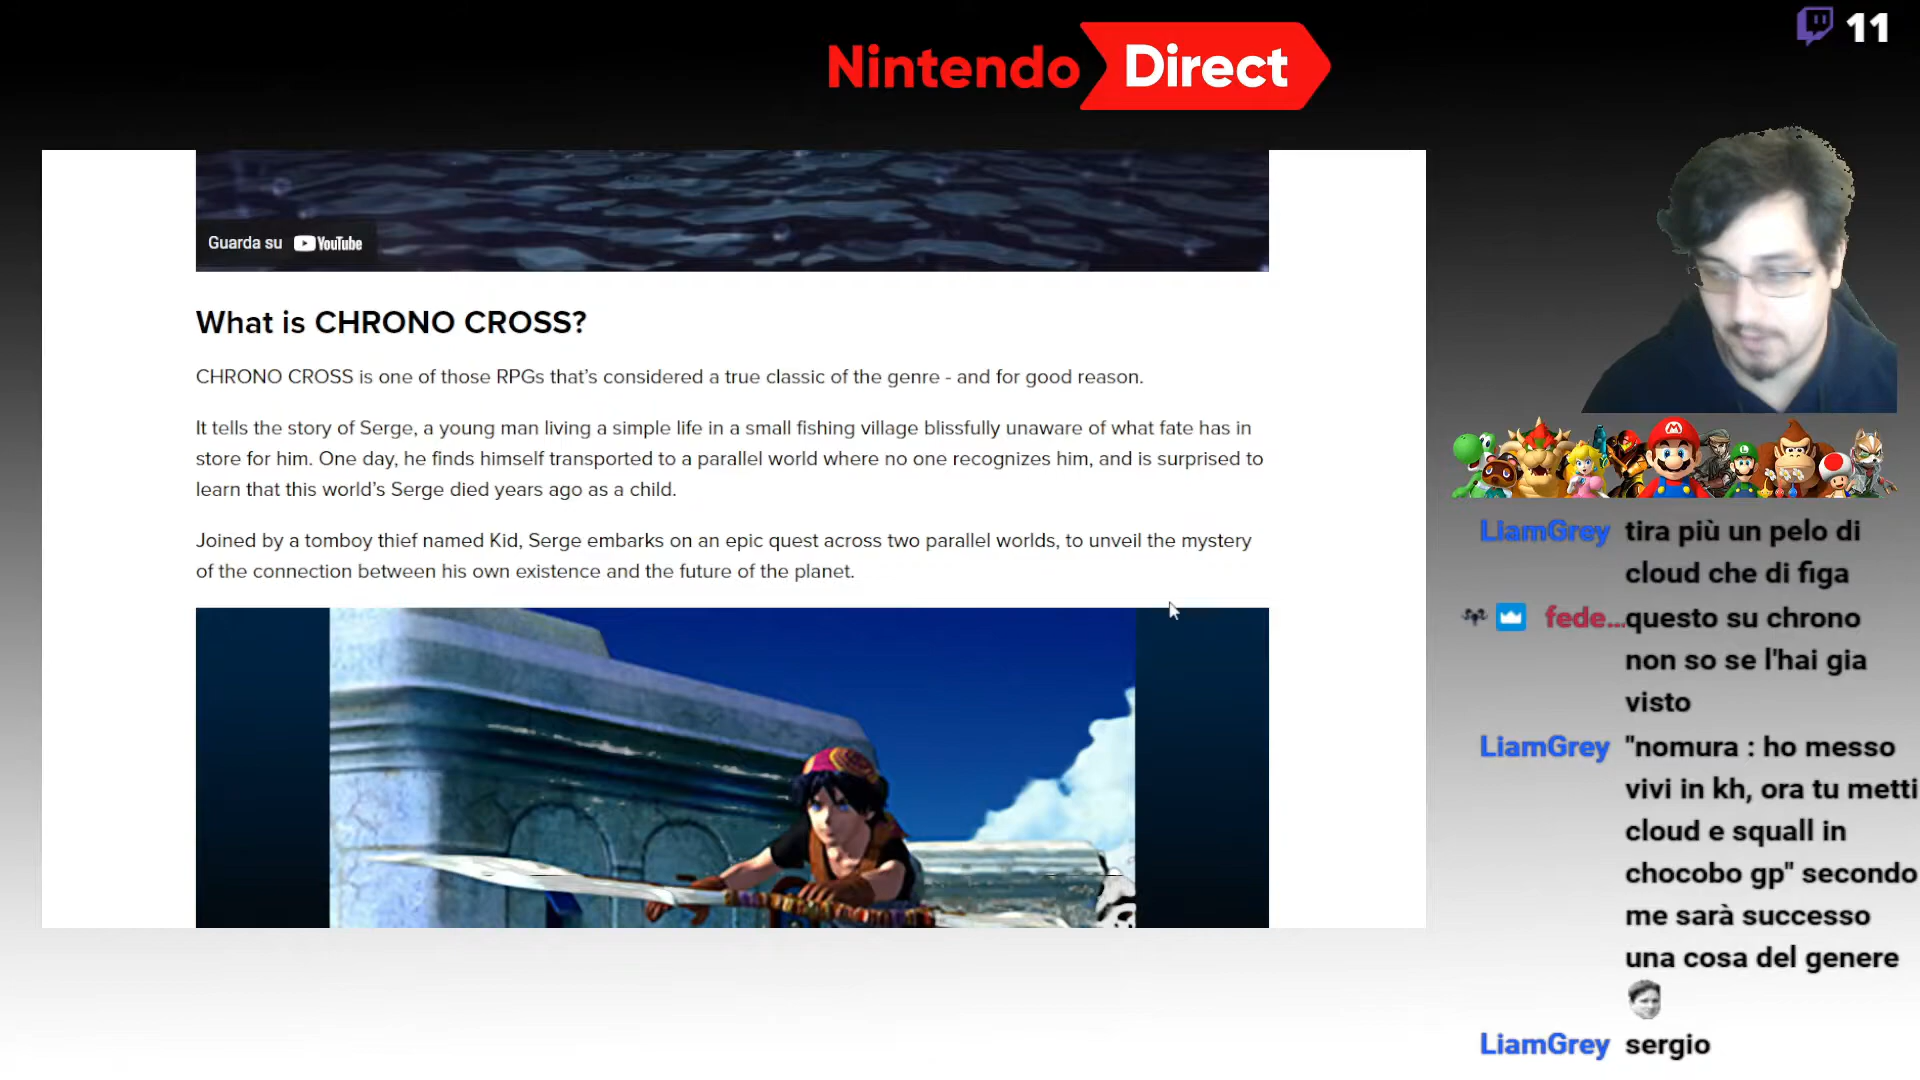 11
Nintendo Direct
Guarda su YouTube
What is CHRONO CROSS?
CHRONO CROSS is one of those RPGs that's considered a true classic of the genre - and for good reason.
It tells the story of Serge, a young man living a simple life in a small fishing village blissfully unaware of what fate has in
store for him. One day, he finds himself transported to a parallel world where no one recognizes him, and is surprised to
learn that this world's Serge died years ago as a child.
Joined by a tomboy thief named Kid, Serge embarks on an epic quest across two parallel worlds, to unveil the mystery
of the connection between his own existence and the future of the planet.
LiamGrey tira più un pelo di
cloud che di figa
fede... questo su chrono
non so se l'hai gia
visto
LiamGrey "nomura : ho messo
vivi in kh, ora tu metti
cloud e squall in
chocobo gp" secondo
me sarà successo
una cosa del genere
LiamGrey sergio